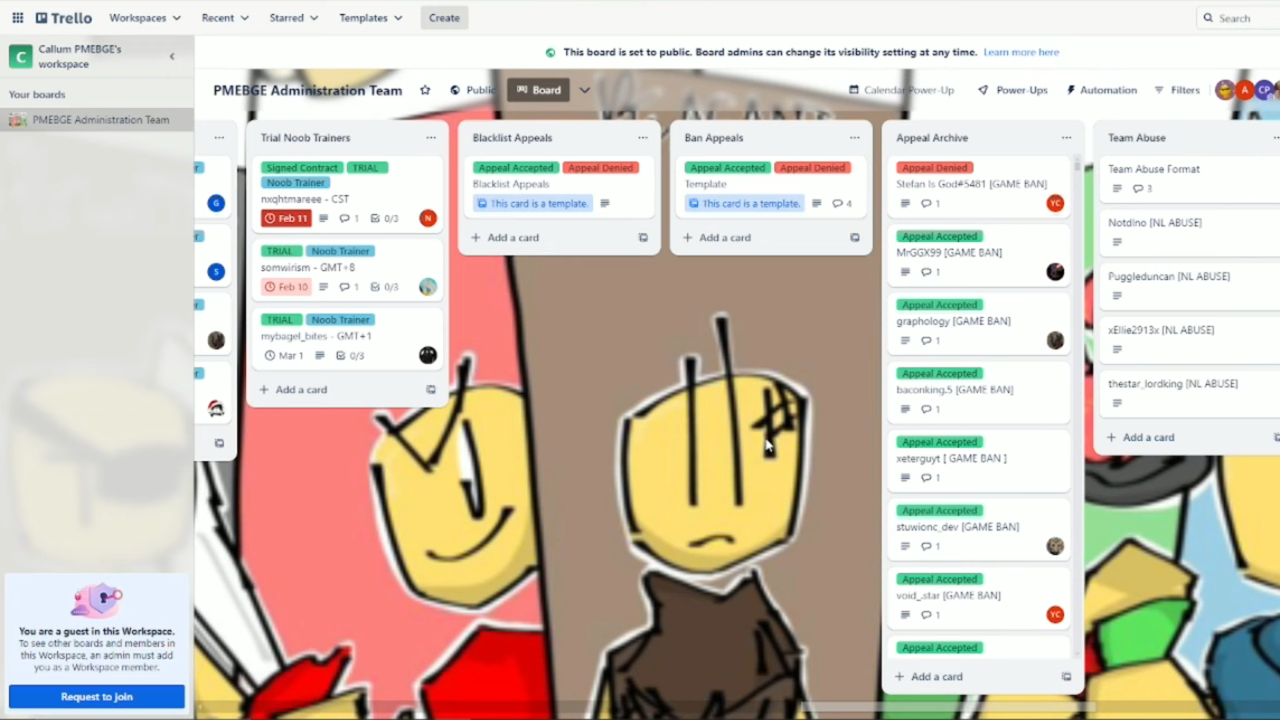 Trello
Workspaces
Recent
Starred
Templates
Create
Search
C
Callum PMEBGE's
workspace
Your boards
PMEBGE Administration Team
You are a guest in this Workspace.
To see other boards and members in
this Workspace, an admin must add
you as a Workspace member.
Request to join
This board is set to public. Board admins can change its visibility setting at any time. Learn more here
PMEBGE Administration Team
Public
Board
Calendar Power-Up
Power-Ups
Automation
Filters
A
CP
G
S
Trial Noob Trainers
Signed Contract TRIAL
Noob Trainer
nxqhtmareee - CST
Feb 11 1 0/3 N
TRIAL Noob Trainer
somwirism - GMT+8
Feb 10 1 0/3
TRIAL Noob Trainer
mybagel_bites - GMT+1
Mar 1 0/3
+ Add a card
Blacklist Appeals
Appeal Accepted Appeal Denied
Blacklist Appeals
This card is a template.
+ Add a card
Ban Appeals
Appeal Accepted Appeal Denied
Template
This card is a template. 4
+ Add a card
Appeal Archive
Appeal Denied
Stefan Is God#5481 [GAME BAN]
1 YC
Appeal Accepted
MrGGX99 [GAME BAN]
1
Appeal Accepted
graphology [GAME BAN]
1
Appeal Accepted
baconking.5 [GAME BAN]
1
Appeal Accepted
xeterguyt [ GAME BAN ]
1
Appeal Accepted
stuwionc_dev [GAME BAN]
1
Appeal Accepted
void_.star [GAME BAN]
1 YC
Appeal Accepted
+ Add a card
Team Abuse
Team Abuse Format
3
Notdino [NL ABUSE]
Puggleduncan [NL ABUSE]
xEllie2913x [NL ABUSE]
thestar_lordking [NL ABUSE]
+ Add a card